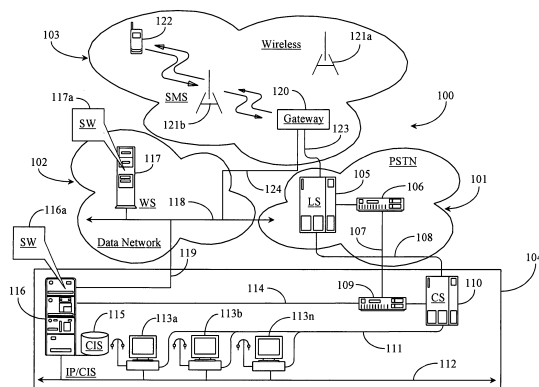 122
Wireless
103
121a
117a
SMS
120
100
SW
121b
Gateway
123
117
PSTN
102
105
106
101
124
WS
118
LS
116a
107
108
SW
Data Network
119
104
109
CS
110
116
114
115
113a
113b
113n
CIS
111
IP/CIS
112